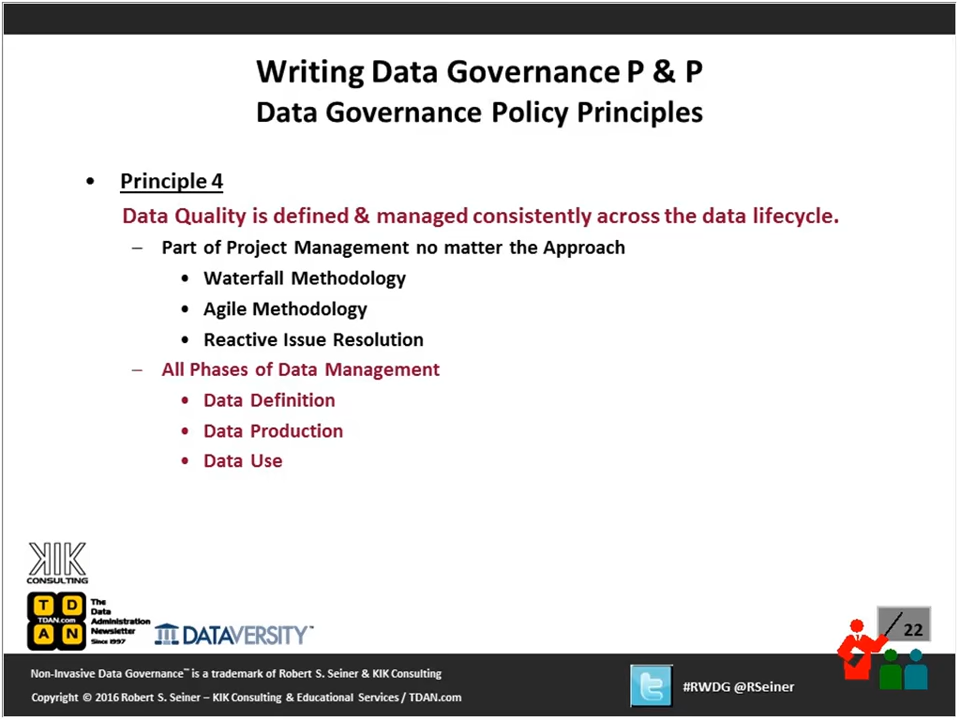 Writing Data Governance P & P
Data Governance Policy Principles
• Principle 4
Data Quality is defined & managed consistently across the data lifecycle.
– Part of Project Management no matter the Approach
• Waterfall Methodology
• Agile Methodology
• Reactive Issue Resolution
– All Phases of Data Management
• Data Definition
• Data Production
• Data Use
KIK
CONSULTING
T D
TDAN.com
A N
The
Data
Administration
Newsletter
Since 1997
DATAVERSITY™
22
Non-Invasive Data Governance™ is a trademark of Robert S. Seiner & KIK Consulting
Copyright © 2016 Robert S. Seiner – KIK Consulting & Educational Services / TDAN.com
#RWDG @RSeiner